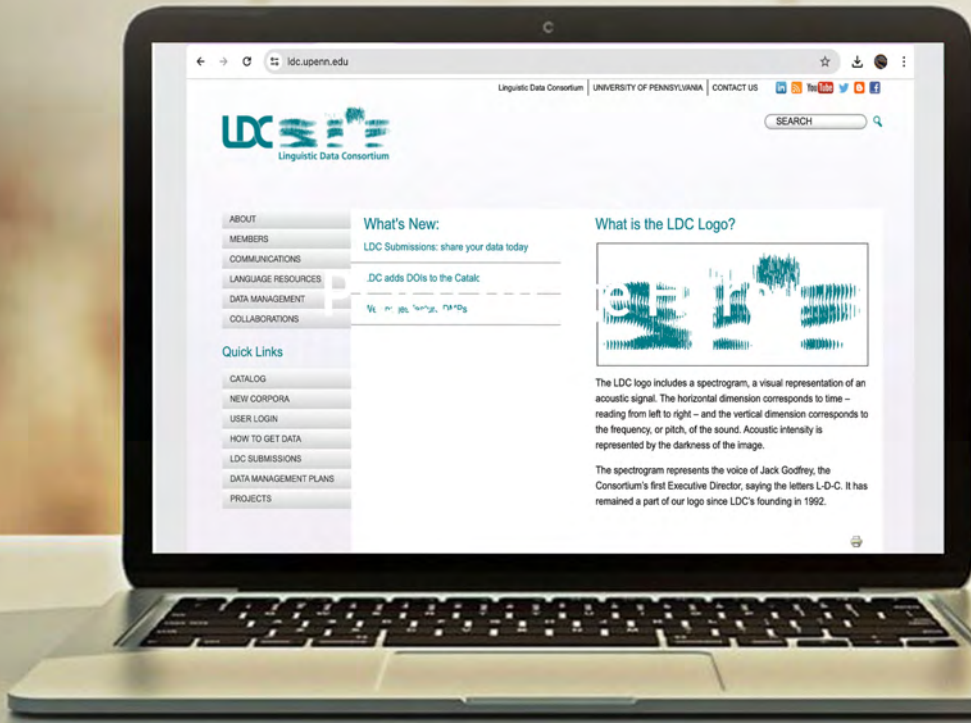 ldc.upenn.edu
Linguistic Data Consortium | UNIVERSITY OF PENNSYLVANIA | CONTACT US
in YouTube
SEARCH
LDC
Linguistic Data Consortium
ABOUT
MEMBERS
COMMUNICATIONS
LANGUAGE RESOURCES
DATA MANAGEMENT
COLLABORATIONS
Quick Links
CATALOG
NEW CORPORA
USER LOGIN
HOW TO GET DATA
LDC SUBMISSIONS
DATA MANAGEMENT PLANS
PROJECTS
What's New:
LDC Submissions: share your data today
adds DOIs to the
What is the LDC Logo?
The LDC logo includes a spectrogram, a visual representation of an
acoustic signal. The horizontal dimension corresponds to time –
reading from left to right – and the vertical dimension corresponds to
the frequency, or pitch, of the sound. Acoustic intensity is
represented by the darkness of the image.
The spectrogram represents the voice of Jack Godfrey, the
Consortium's first Executive Director, saying the letters L-D-C. It has
remained a part of our logo since LDC's founding in 1992.